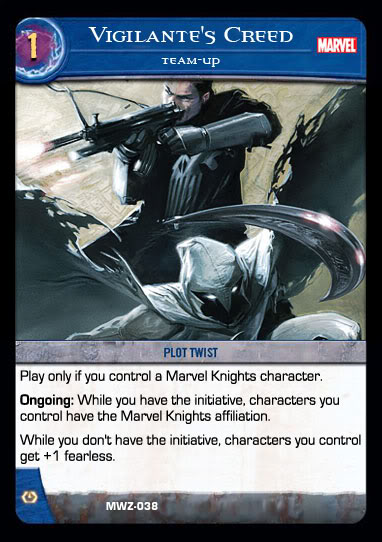 1
Vigilante's Creed
MARVEL
TEAM-UP
PLOT TWIST
Play only if you control a Marvel Knights character.
Ongoing: While you have the initiative, characters you
control have the Marvel Knights affiliation.
While you don't have the initiative, characters you control
get +1 fearless.
MWZ-038